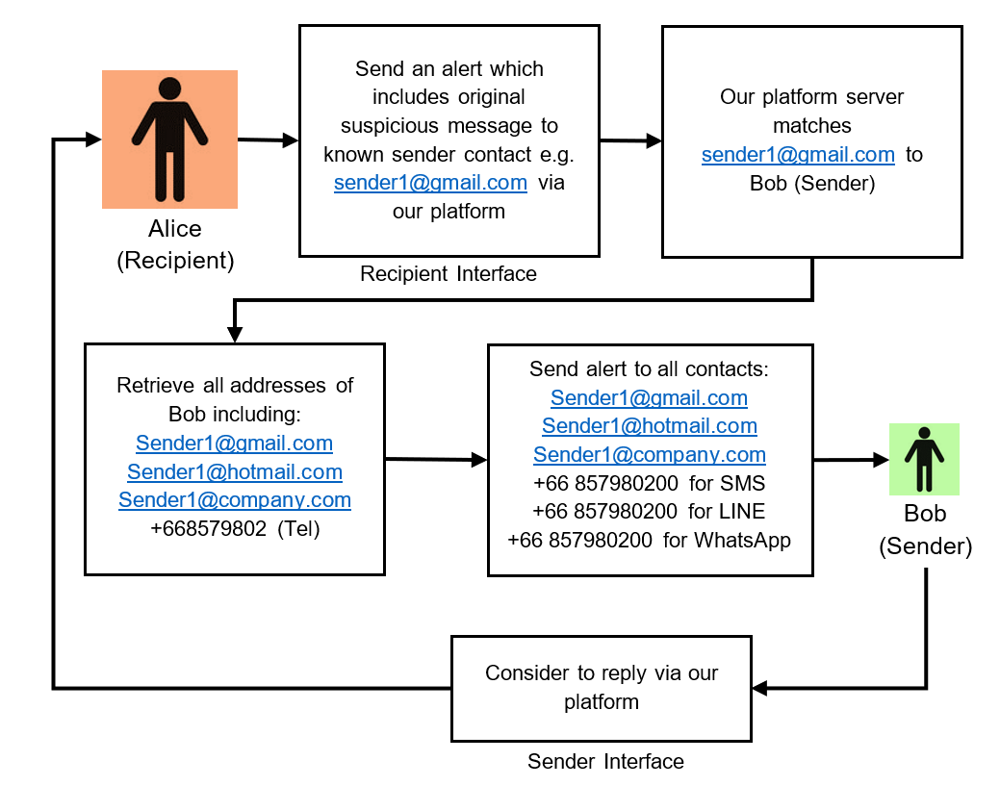 Send an alert which
includes original
suspicious message to
known sender contact e.g.
sender1@gmail.com via
our platform
Our platform server
matches
sender1@gmail.com to
Bob (Sender)
Alice
(Recipient)
Recipient Interface
Retrieve all addresses of
Bob including:
Sender1@gmail.com
Sender1@hotmail.com
Sender1@company.com
+668579802 (Tel)
Send alert to all contacts:
Sender1@gmail.com
Sender1@hotmail.com
Sender1@company.com
+66 857980200 for SMS
+66 857980200 for LINE
+66 857980200 for WhatsApp
Bob
(Sender)
Consider to reply via our
platform
Sender Interface